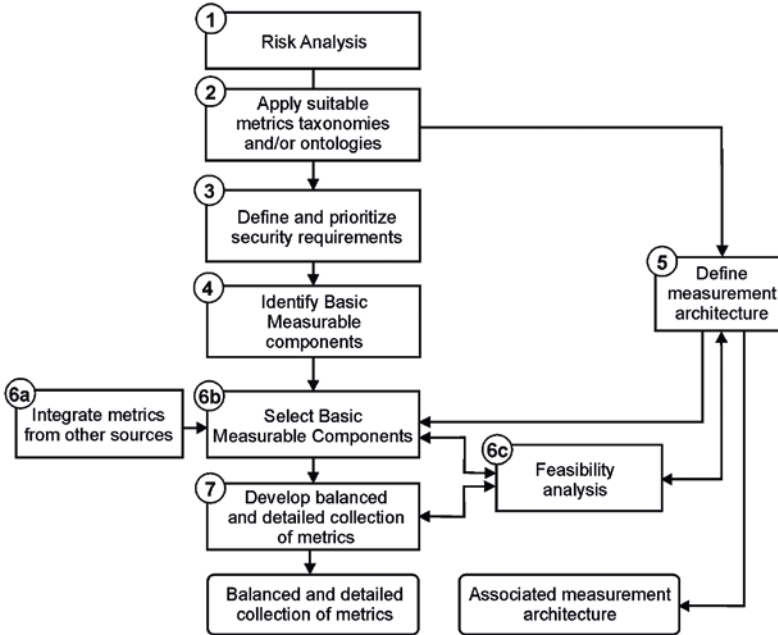 1
Risk Analysis
2
Apply suitable
metrics taxonomies
and/or ontologies
3
Define and prioritize
security requirements
4
Identify Basic
Measurable
components
5
Define
measurement
architecture
6a
Integrate metrics
from other sources
6b
Select Basic
Measurable Components
6c
Feasibility
analysis
7
Develop balanced
and detailed collection
of metrics
Balanced and detailed
collection of metrics
Associated measurement
architecture